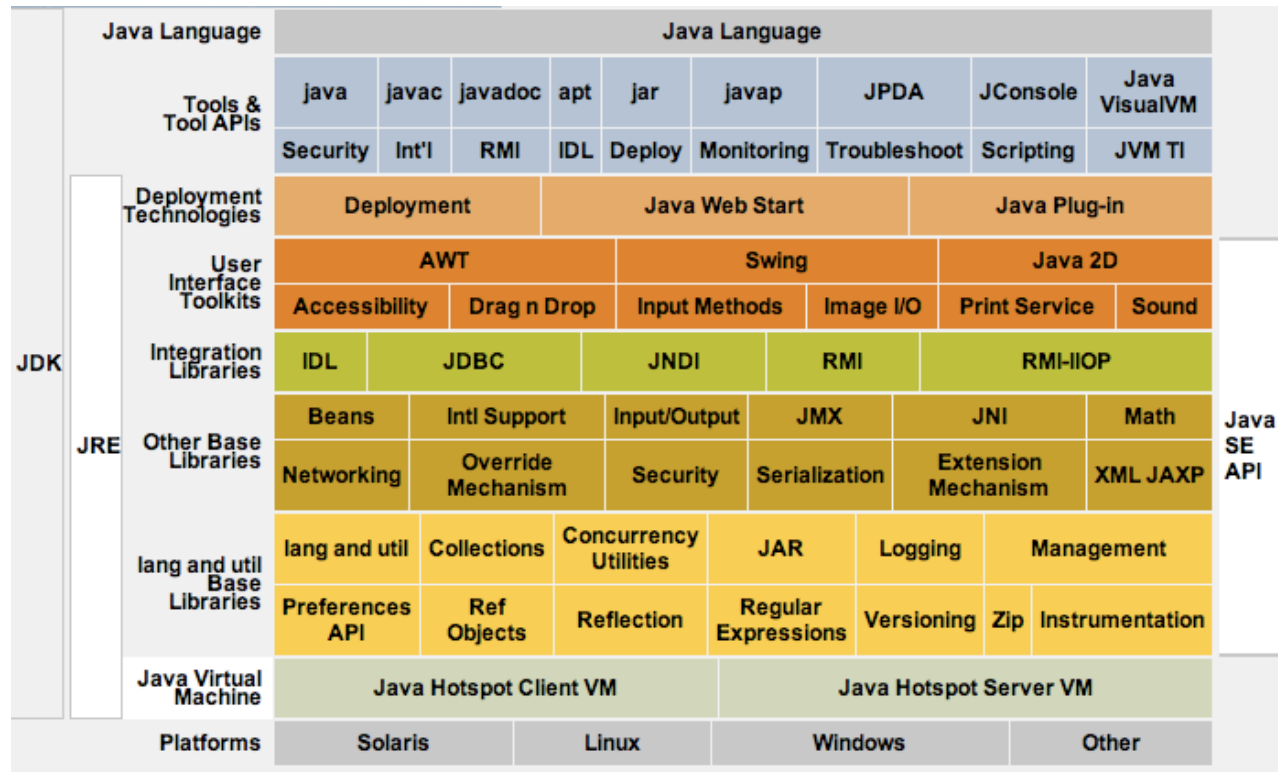 Java Language
Java Language
Tools &
Tool APIs
java javac javadoc apt jar javap JPDA JConsole Java VisualVM
Security Int'l RMI IDL Deploy Monitoring Troubleshoot Scripting JVM TI
Deployment
Technologies
Deployment Java Web Start Java Plug-in
User
Interface
Toolkits
AWT Swing Java 2D
Accessibility Drag n Drop Input Methods Image I/O Print Service Sound
JDK
Integration
Libraries
IDL JDBC JNDI RMI RMI-IIOP
JRE
Other Base
Libraries
Beans Intl Support Input/Output JMX JNI Math
Networking Override Mechanism Security Serialization Extension Mechanism XML JAXP
Java
SE
API
lang and util
Base
Libraries
lang and util Collections Concurrency Utilities JAR Logging Management
Preferences API Ref Objects Reflection Regular Expressions Versioning Zip Instrumentation
Java Virtual
Machine
Java Hotspot Client VM Java Hotspot Server VM
Platforms
Solaris Linux Windows Other